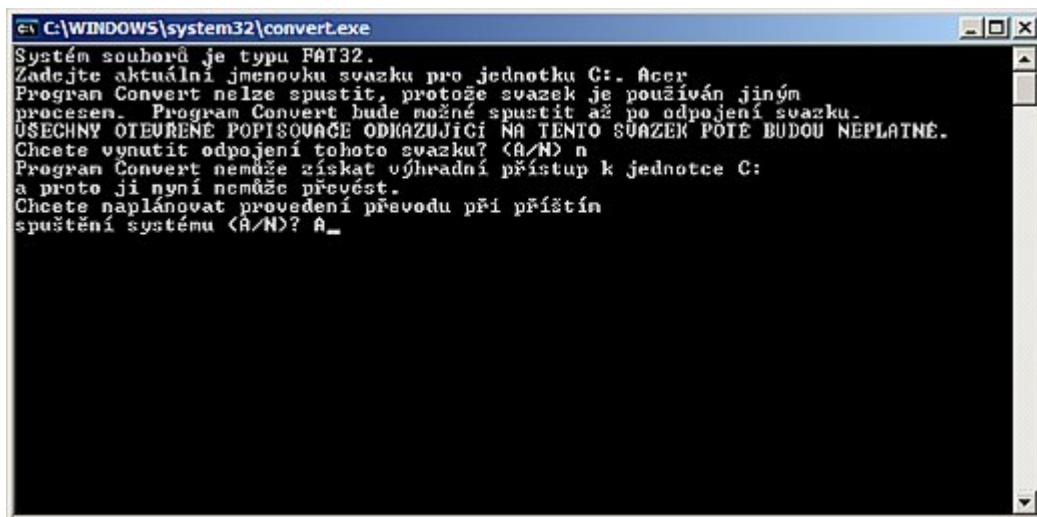 C:\WINDOWS\system32\convert.exe
Systém souborů je typu FAT32.
Zadejte aktuální jmenovku svazku pro jednotku C:. Acer
Program Convert nelze spustit, protože svazek je používán jiným
procesem.  Program Convert bude možné spustit až po odpojení svazku.
VŠECHNY OTEVŘENÉ POPISOVAČE ODKAZUJÍCÍ NA TENTO SVAZEK POTÉ BUDOU NEPLATNÉ.
Chcete vynutit odpojení tohoto svazku? (A/N) n
Program Convert nemůže získat výhradní přístup k jednotce C:
a proto ji nyní nemůže převést.
Chcete naplánovat provedení převodu při příštím
spuštění systému (A/N)? A_